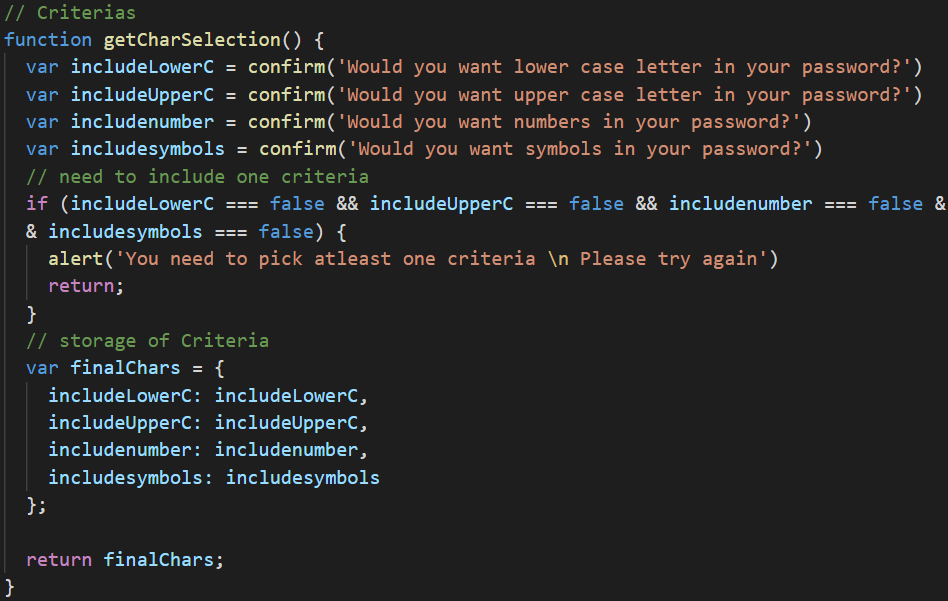 // Criterias
function getCharSelection() {
  var includeLowerC = confirm('Would you want lower case letter in your password?')
  var includeUpperC = confirm('Would you want upper case letter in your password?')
  var includenumber = confirm('Would you want numbers in your password?')
  var includesymbols = confirm('Would you want symbols in your password?')
  // need to include one criteria
  if (includeLowerC === false && includeUpperC === false && includenumber === false &
  & includesymbols === false) {
    alert('You need to pick atleast one criteria \n Please try again')
    return;
  }
  // storage of Criteria
  var finalChars = {
    includeLowerC: includeLowerC,
    includeUpperC: includeUpperC,
    includenumber: includenumber,
    includesymbols: includesymbols
  };

  return finalChars;
}